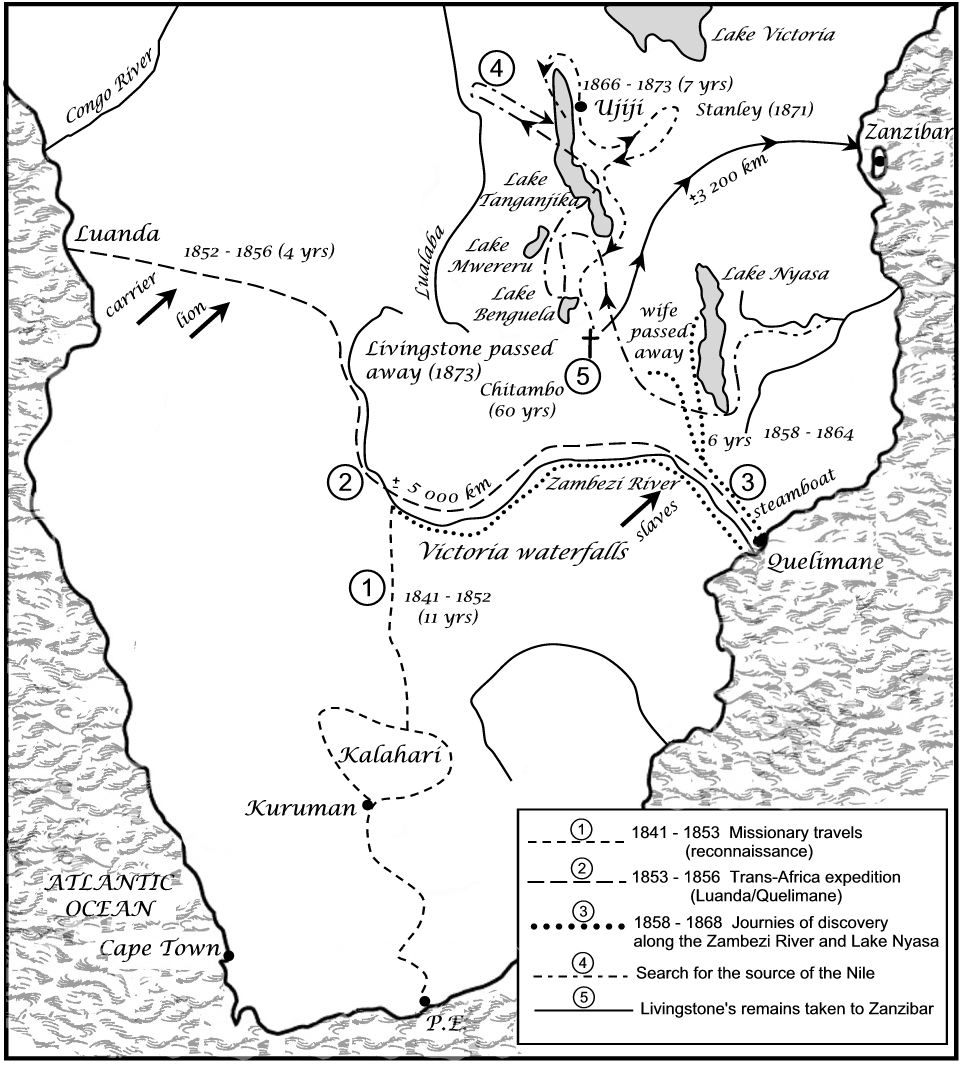 Lake Victoria
Congo River
4
1866 - 1873 (7 yrs)
Ujiji
Stanley (1871)
Zanzibar
±3 200 km
Lake
Tanganjika
Luanda
1852 - 1856 (4 yrs)
Lualaba
Lake
Mwereru
Lake Nyasa
carrier
lion
Lake
Benguela
wife
passed
away
Livingstone passed
away (1873)
5
Chitambo
(60 yrs)
6 yrs
1858 - 1864
2
± 5 000 km
Zambezi River
3
steamboat
slaves
Victoria waterfalls
Quelimane
1
1841 - 1852
(11 yrs)
Kalahari
Kuruman
ATLANTIC
OCEAN
Cape Town
P.E.
1
1841 - 1853 Missionary travels
(reconnaissance)
2
1853 - 1856 Trans-Africa expedition
(Luanda/Quelimane)
3
1858 - 1868 Journies of discovery
along the Zambezi River and Lake Nyasa
4
Search for the source of the Nile
5
Livingstone's remains taken to Zanzibar